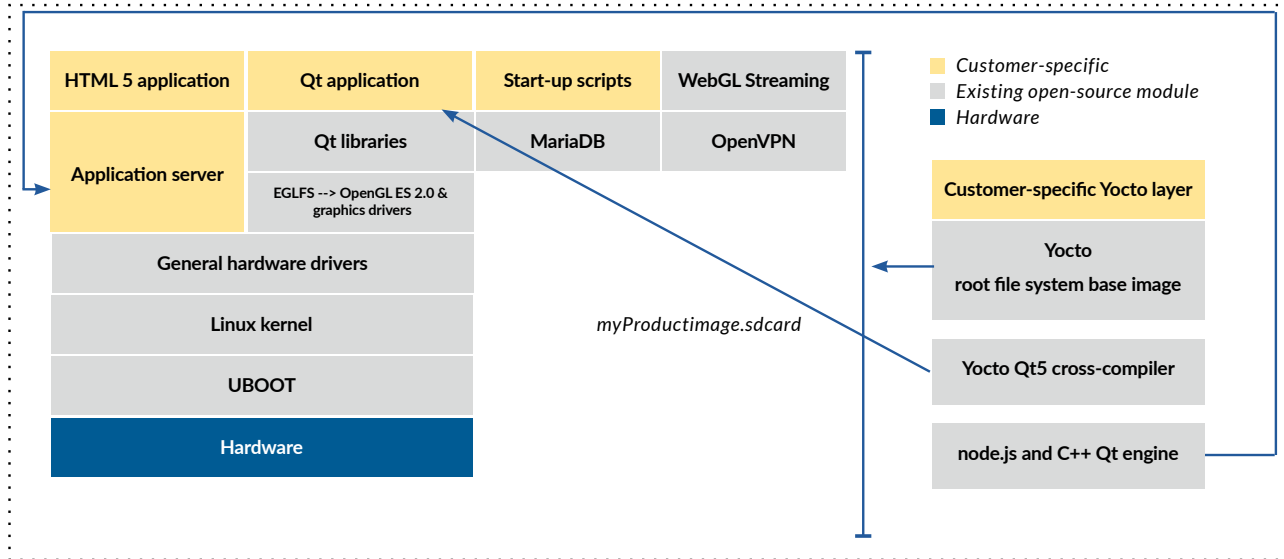 HTML 5 application
Qt application
Start-up scripts
WebGL Streaming
Application server
Qt libraries
MariaDB
OpenVPN
EGLFS --> OpenGL ES 2.0 &
graphics drivers
General hardware drivers
Linux kernel
UBOOT
Hardware
myProductimage.sdcard
Customer-specific
Existing open-source module
Hardware
Customer-specific Yocto layer
Yocto
root file system base image
Yocto Qt5 cross-compiler
node.js and C++ Qt engine